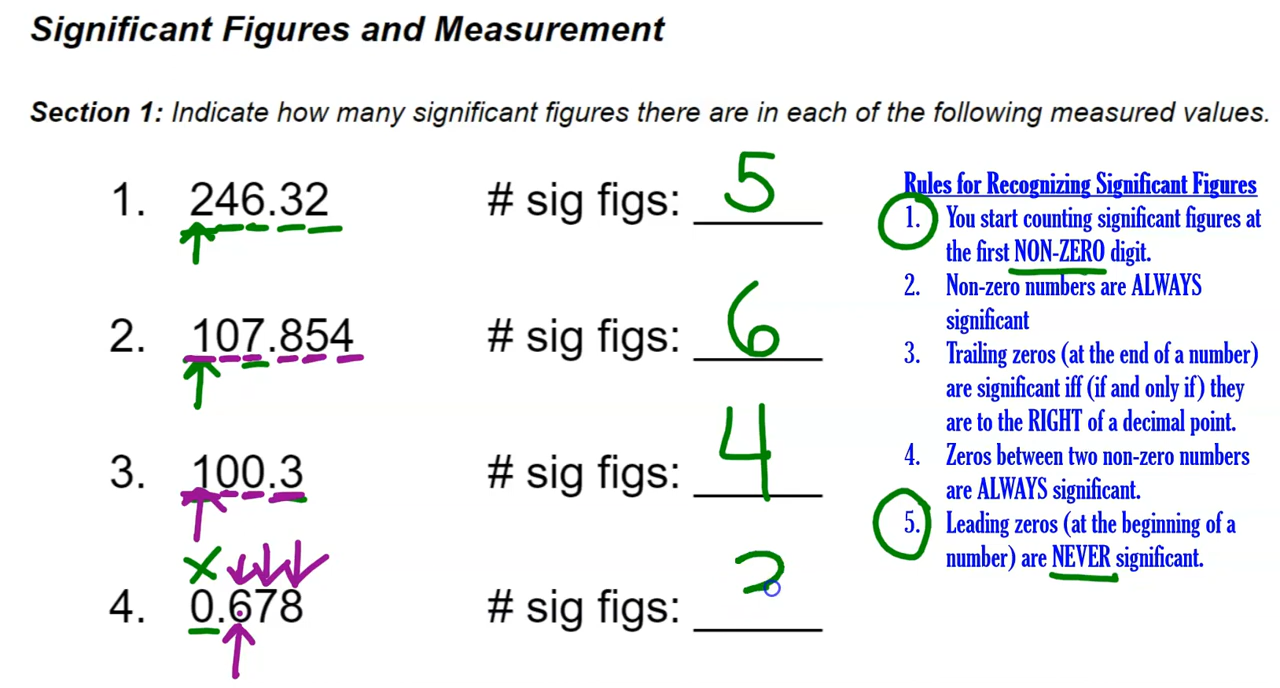 Significant Figures and Measurement
Section 1: Indicate how many significant figures there are in each of the following measured values.
1. 246.32 # sig figs: 5
2. 107.854 # sig figs: 6
3. 100.3 # sig figs: 4
4. 0.678 # sig figs:
Rules for Recognizing Significant Figures
1. You start counting significant figures at
the first NON-ZERO digit.
2. Non-zero numbers are ALWAYS
significant
3. Trailing zeros (at the end of a number)
are significant iff (if and only if) they
are to the RIGHT of a decimal point.
4. Zeros between two non-zero numbers
are ALWAYS significant.
5. Leading zeros (at the beginning of a
number) are NEVER significant.